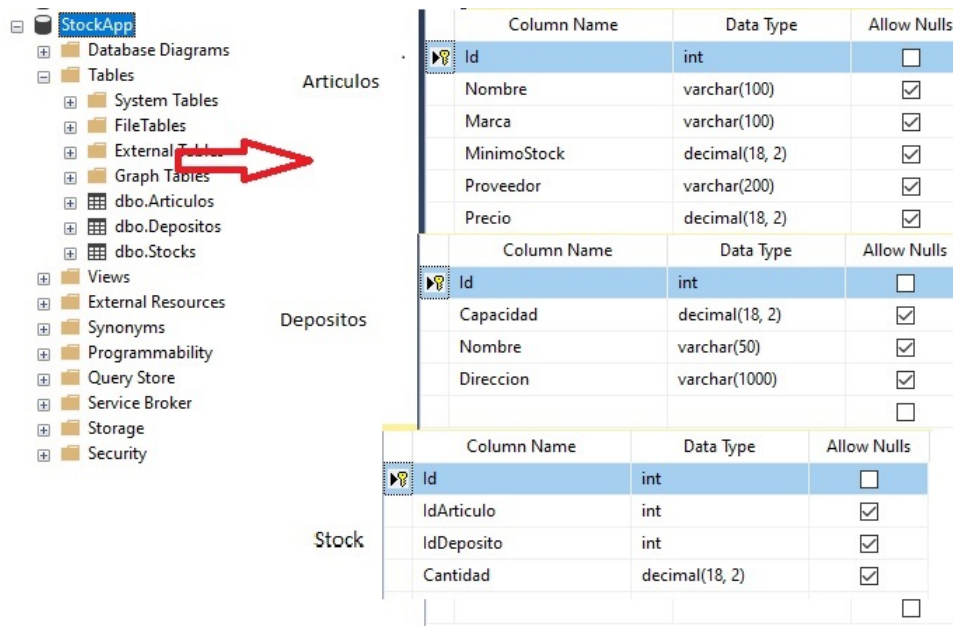 StockApp
Database Diagrams
Tables
System Tables
FileTables
External Tables
Graph Tables
dbo.Articulos
dbo.Depositos
dbo.Stocks
Views
External Resources
Synonyms
Programmability
Query Store
Service Broker
Storage
Security
Articulos
Column Name Data Type Allow Nulls
Id int
Nombre varchar(100)
Marca varchar(100)
MinimoStock decimal(18, 2)
Proveedor varchar(200)
Precio decimal(18, 2)
Depositos
Column Name Data Type Allow Nulls
Id int
Capacidad decimal(18, 2)
Nombre varchar(50)
Direccion varchar(1000)
Stock
Column Name Data Type Allow Nulls
Id int
IdArticulo int
IdDeposito int
Cantidad decimal(18, 2)